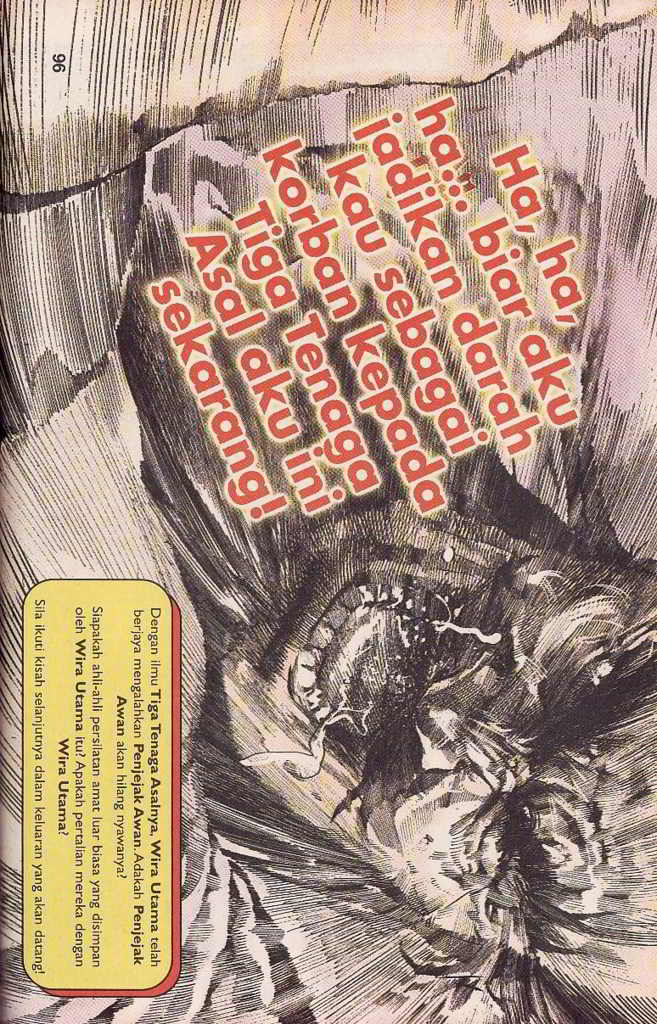 Ha, ha,
ha... biar aku
jadikan darah
kau sebagai
korban kepada
Tiga Tenaga
Asal aku ini
sekarang!
Dengan ilmu Tiga Tenaga Asalnya, Wira Utama telah
berjaya mengalahkan Penjejak Awan. Adakah Penjejak
Awan akan hilang nyawanya?
Siapakah ahli-ahli persilatan amat luar biasa yang disimpan
oleh Wira Utama itu? Apakah pertalian mereka dengan
Wira Utama?
Sila ikuti kisah selanjutnya dalam keluaran yang akan datang!
96